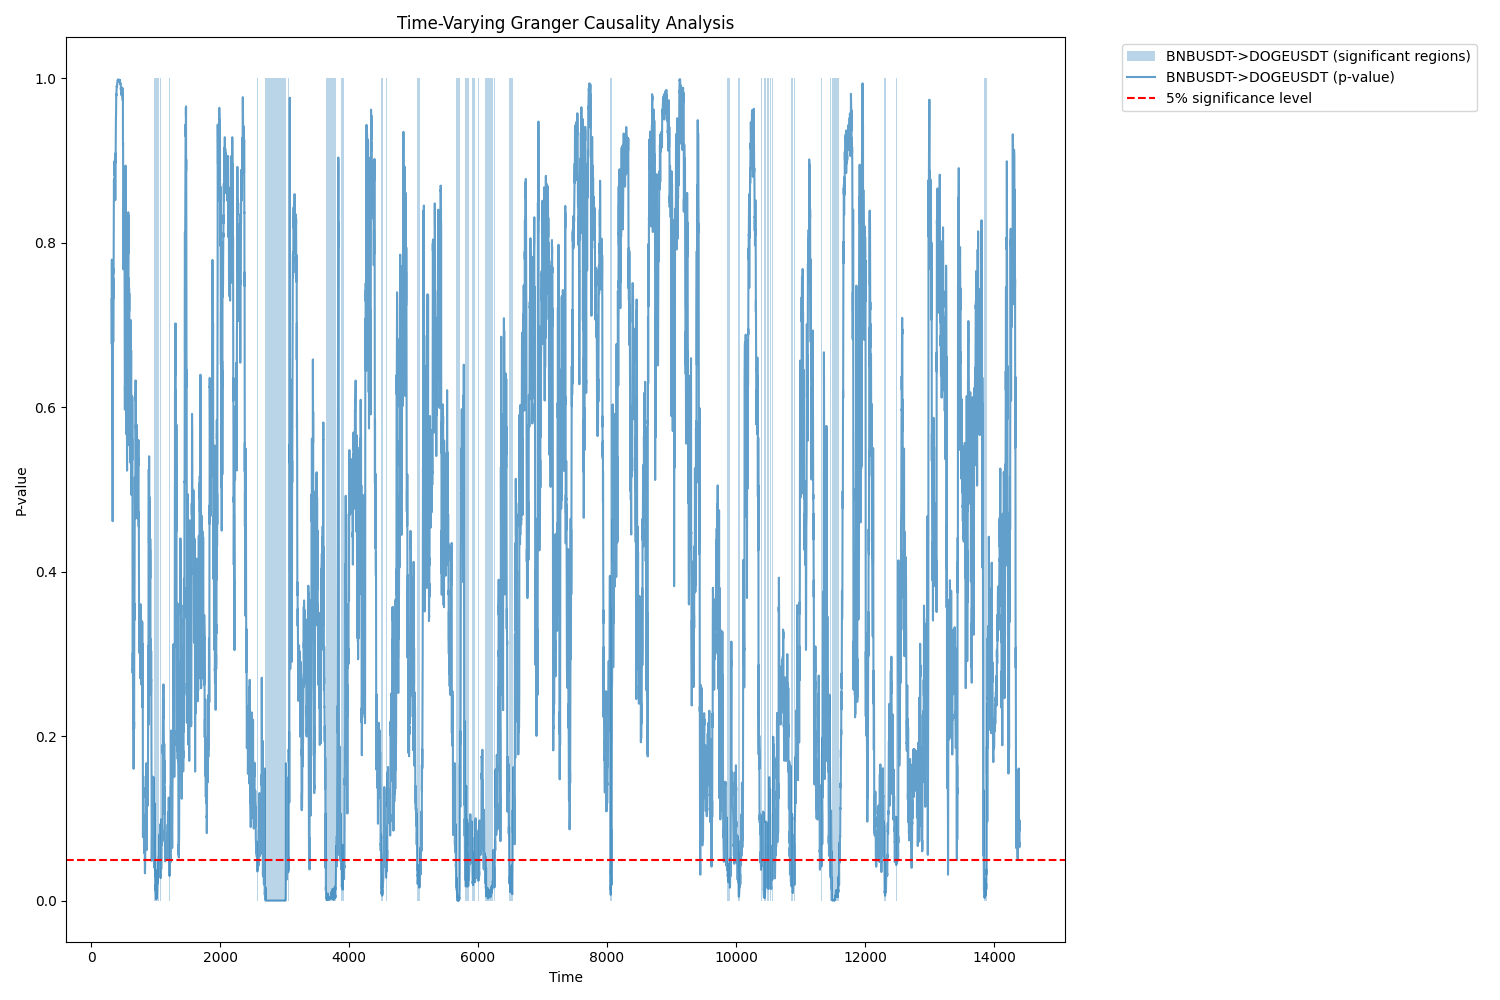 Time-Varying Granger Causality Analysis
BNBUSDT->DOGEUSDT (significant regions)
BNBUSDT->DOGEUSDT (p-value)
5% significance level
P-value
1.0
0.8
0.6
0.4
0.2
0.0
0 2000 4000 6000 8000 10000 12000 14000
Time